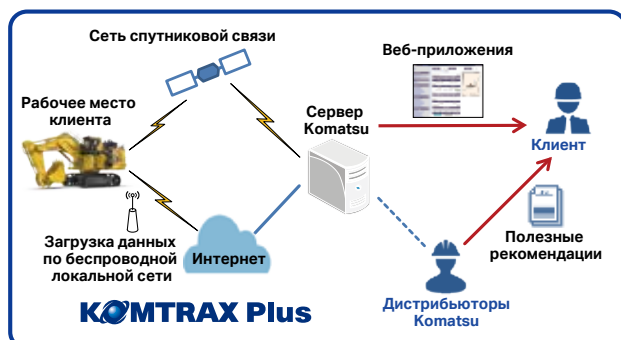 Сеть спутниковой связи
Веб-приложения
Рабочее место
клиента
Сервер
Komatsu
Клиент
Загрузка данных
по беспроводной
локальной сети
Интернет
Полезные
рекомендации
Дистрибьюторы
Komatsu
KOMTRAX Plus